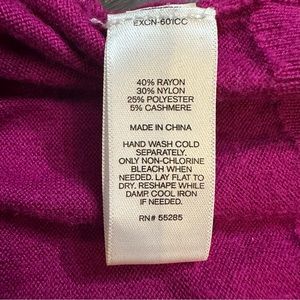 EXCN-601CC
40% RAYON
30% NYLON
25% POLYESTER
5% CASHMERE
MADE IN CHINA
HAND WASH COLD
SEPARATELY.
ONLY NON-CHLORINE
BLEACH WHEN
NEEDED. LAY FLAT TO
DRY. RESHAPE WHILE
DAMP. COOL IRON
IF NEEDED.
RN# 55285